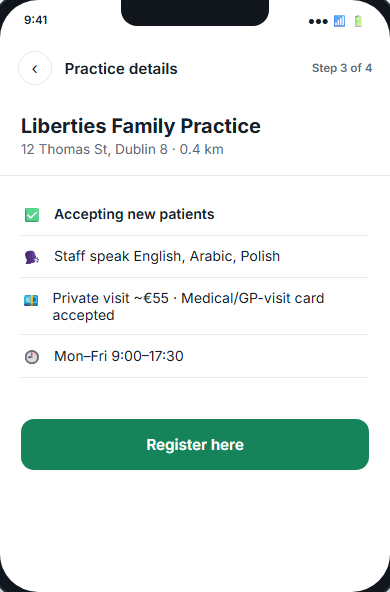 9:41
‹ Practice details Step 3 of 4
Liberties Family Practice
12 Thomas St, Dublin 8 · 0.4 km
Accepting new patients
Staff speak English, Arabic, Polish
Private visit ~€55 · Medical/GP-visit card
accepted
Mon–Fri 9:00–17:30
Register here